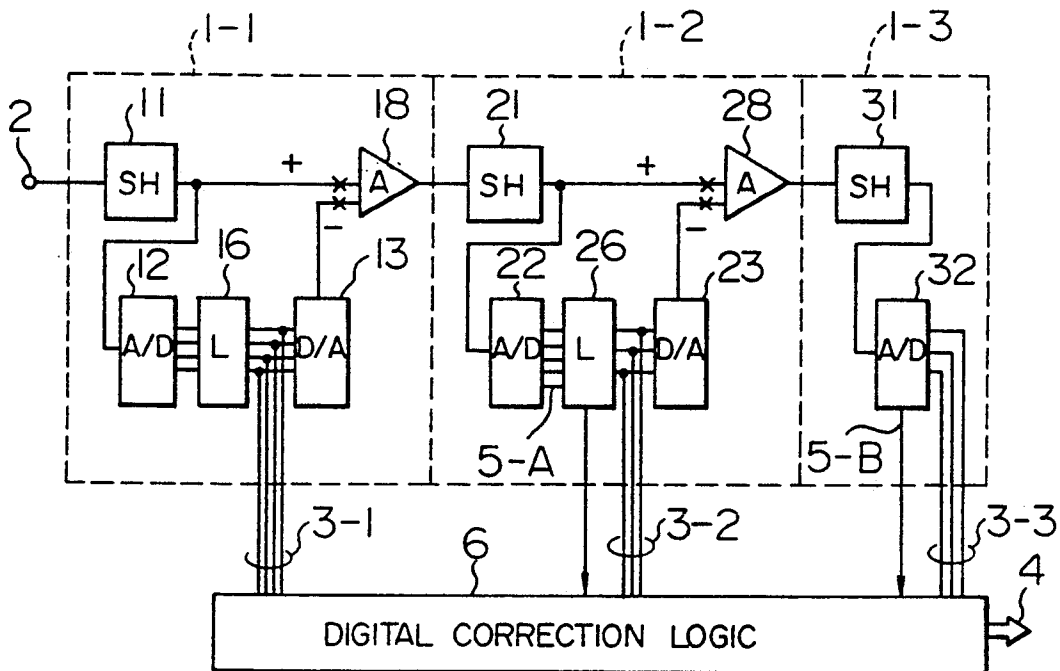 1-1 1-2 1-3
2 11 18 21 28 31
SH + A SH + A SH
- -
12 16 13 22 26 23 32
A/D L D/A A/D L D/A A/D
5-A 5-B
3-1 3-2 3-3
6 4
DIGITAL CORRECTION LOGIC